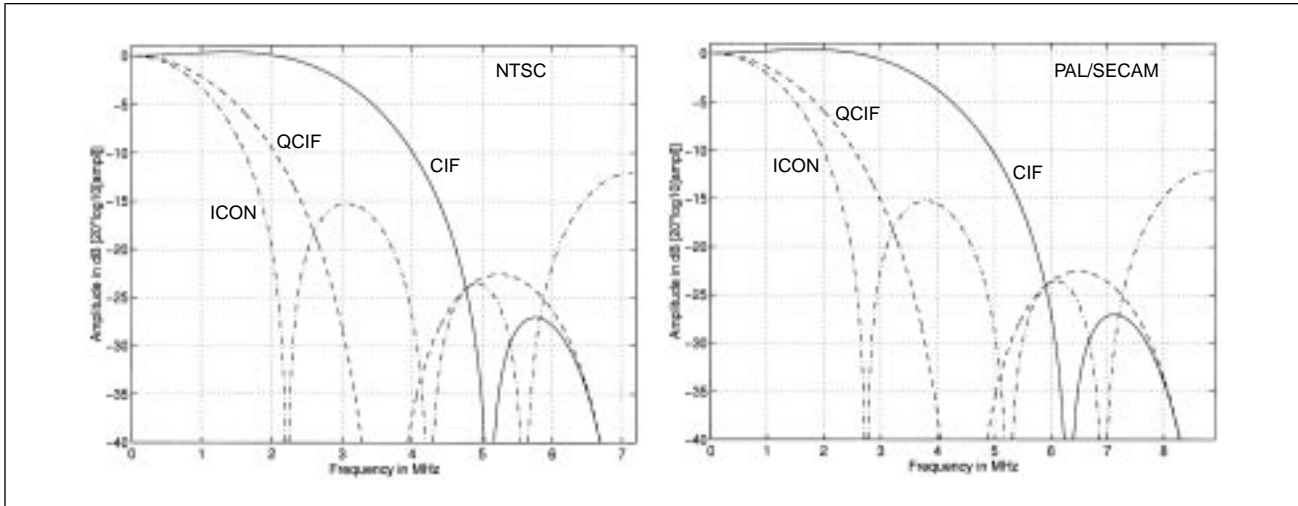 NTSC
QCIF
CIF
ICON
0
−5
−10
−15
−20
−25
−30
−35
−40
Amplitude in dB [20*log10(ampl)]
0 1 2 3 4 5 6 7
Frequency in MHz
PAL/SECAM
QCIF
ICON
CIF
0
−5
−10
−15
−20
−25
−30
−35
−40
Amplitude in dB [20*log10(ampl)]
0 1 2 3 4 5 6 7 8
Frequency in MHz